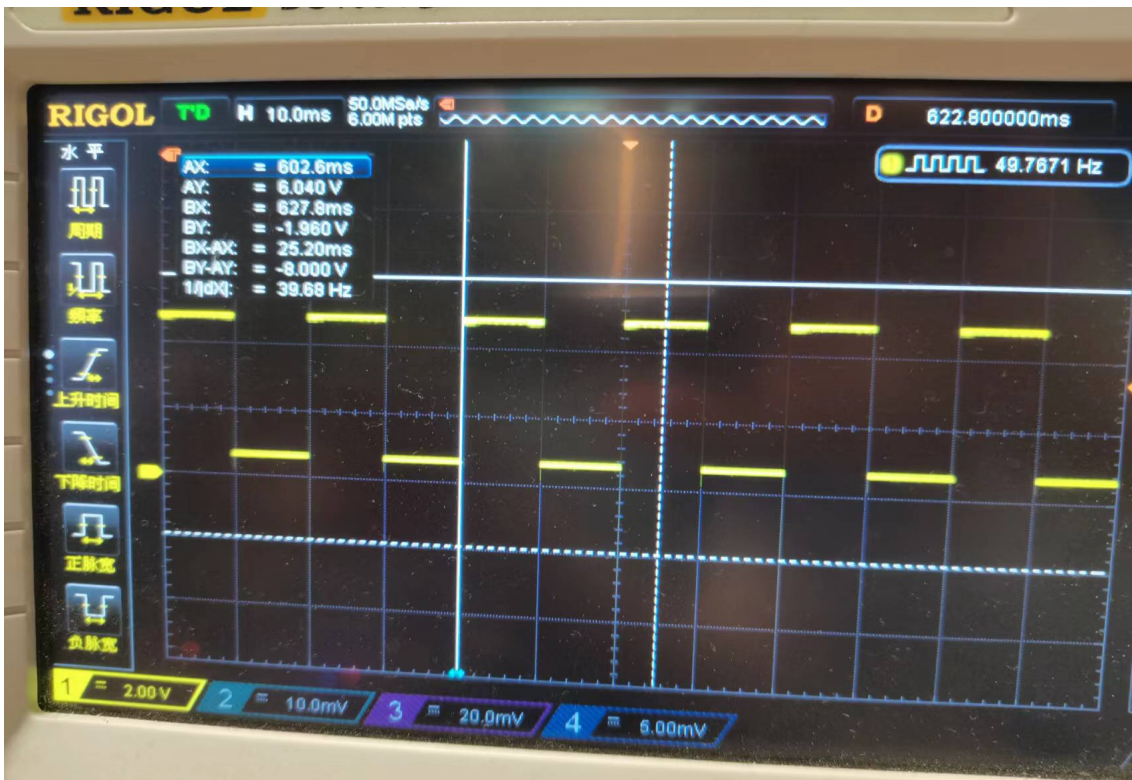 RIGOL
RIGOL T'D H 10.0ms 50.0MSa/s 6.00M pts D 622.800000ms
水平
周期
频率
上升时间
下降时间
正脉宽
负脉宽
AX: = 602.6ms
AY: = 6.040 V
BX: = 627.8ms
BY: = -1.960 V
BX-AX: = 25.20ms
BY-AY: = -8.000 V
1/|dX|: = 39.68 Hz
1 49.7671 Hz
1 = 2.00 V 2 = 10.0mV 3 = 20.0mV 4 = 5.00mV